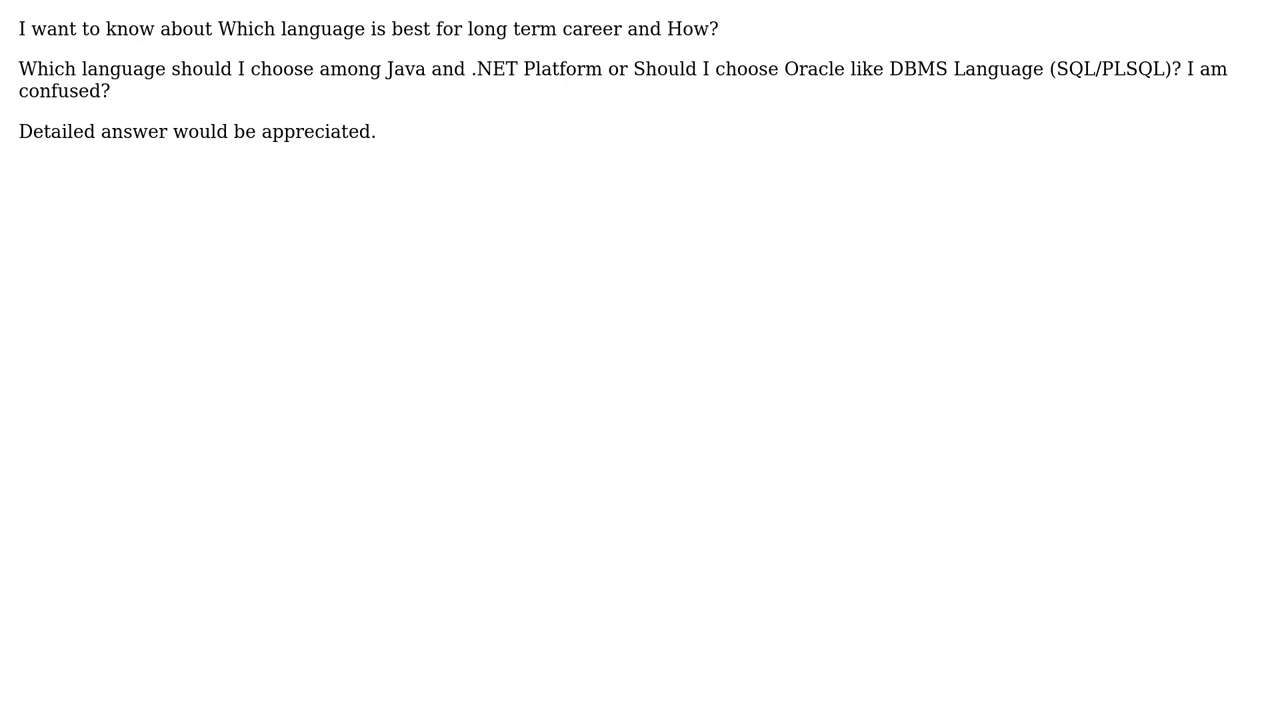 I want to know about Which language is best for long term career and How?
Which language should I choose among Java and .NET Platform or Should I choose Oracle like DBMS Language (SQL/PLSQL)? I am
confused?
Detailed answer would be appreciated.